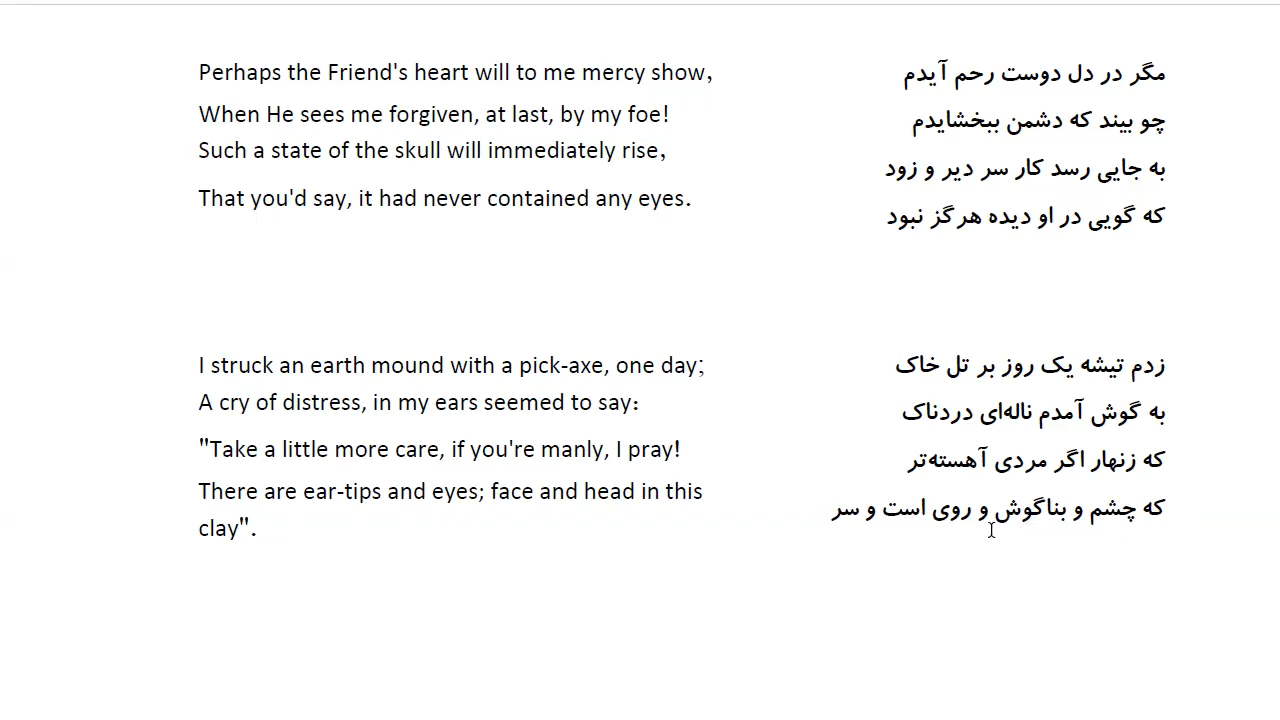 Perhaps the Friend's heart will to me mercy show,
When He sees me forgiven, at last, by my foe!
Such a state of the skull will immediately rise,
That you'd say, it had never contained any eyes.
مگر در دل دوست رحم آیدم
چو بیند که دشمن ببخشایدم
به جایی رسد کار سر دیر و زود
که گویی در او دیده هرگز نبود
I struck an earth mound with a pick-axe, one day;
A cry of distress, in my ears seemed to say:
"Take a little more care, if you're manly, I pray!
There are ear-tips and eyes; face and head in this
clay".
زدم تیشه یک روز بر تل خاک
به گوش آمدم ناله‌ای دردناک
که زنهار اگر مردی آهسته‌تر
که چشم و بناگوش و روی است و سر